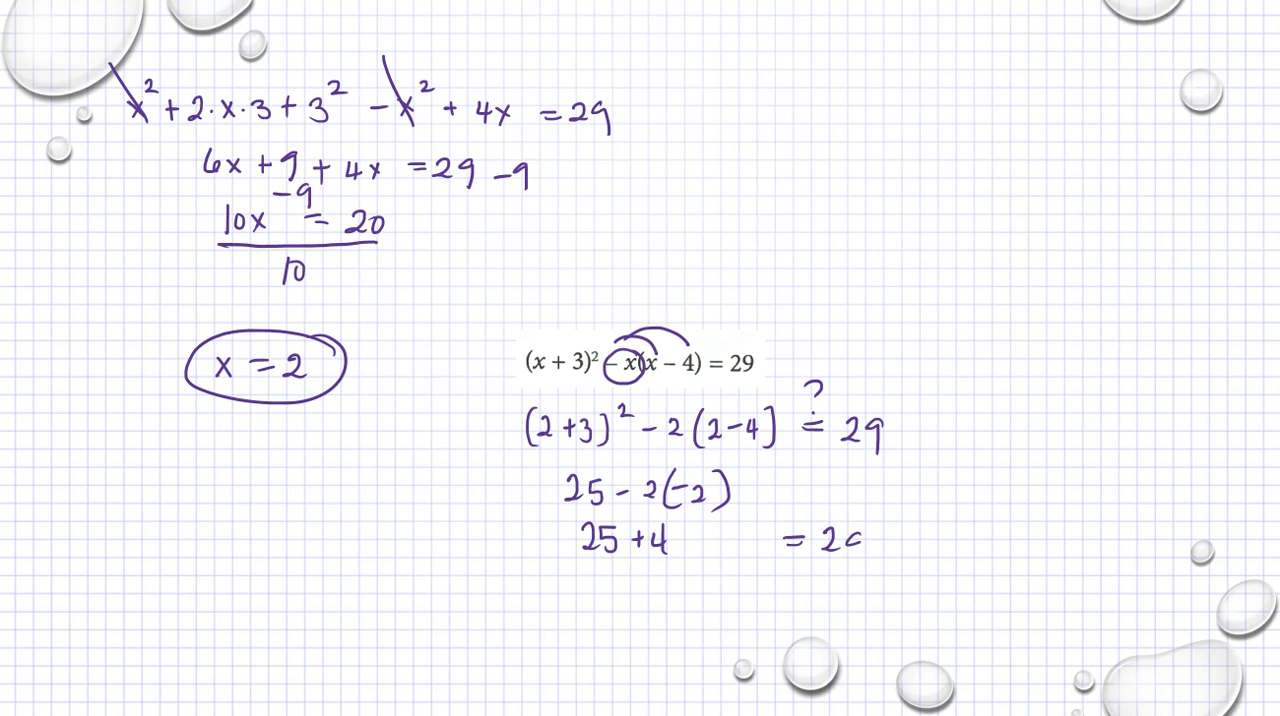 x² + 2·x·3 + 3² - x² + 4x = 29
6x + 9 + 4x = 29 - 9
-9
10x = 20
10
x = 2
(x + 3)² − x(x − 4) = 29
?
(2+3)² - 2(2-4] = 29
25 - 2(-2)
25 + 4 = 2